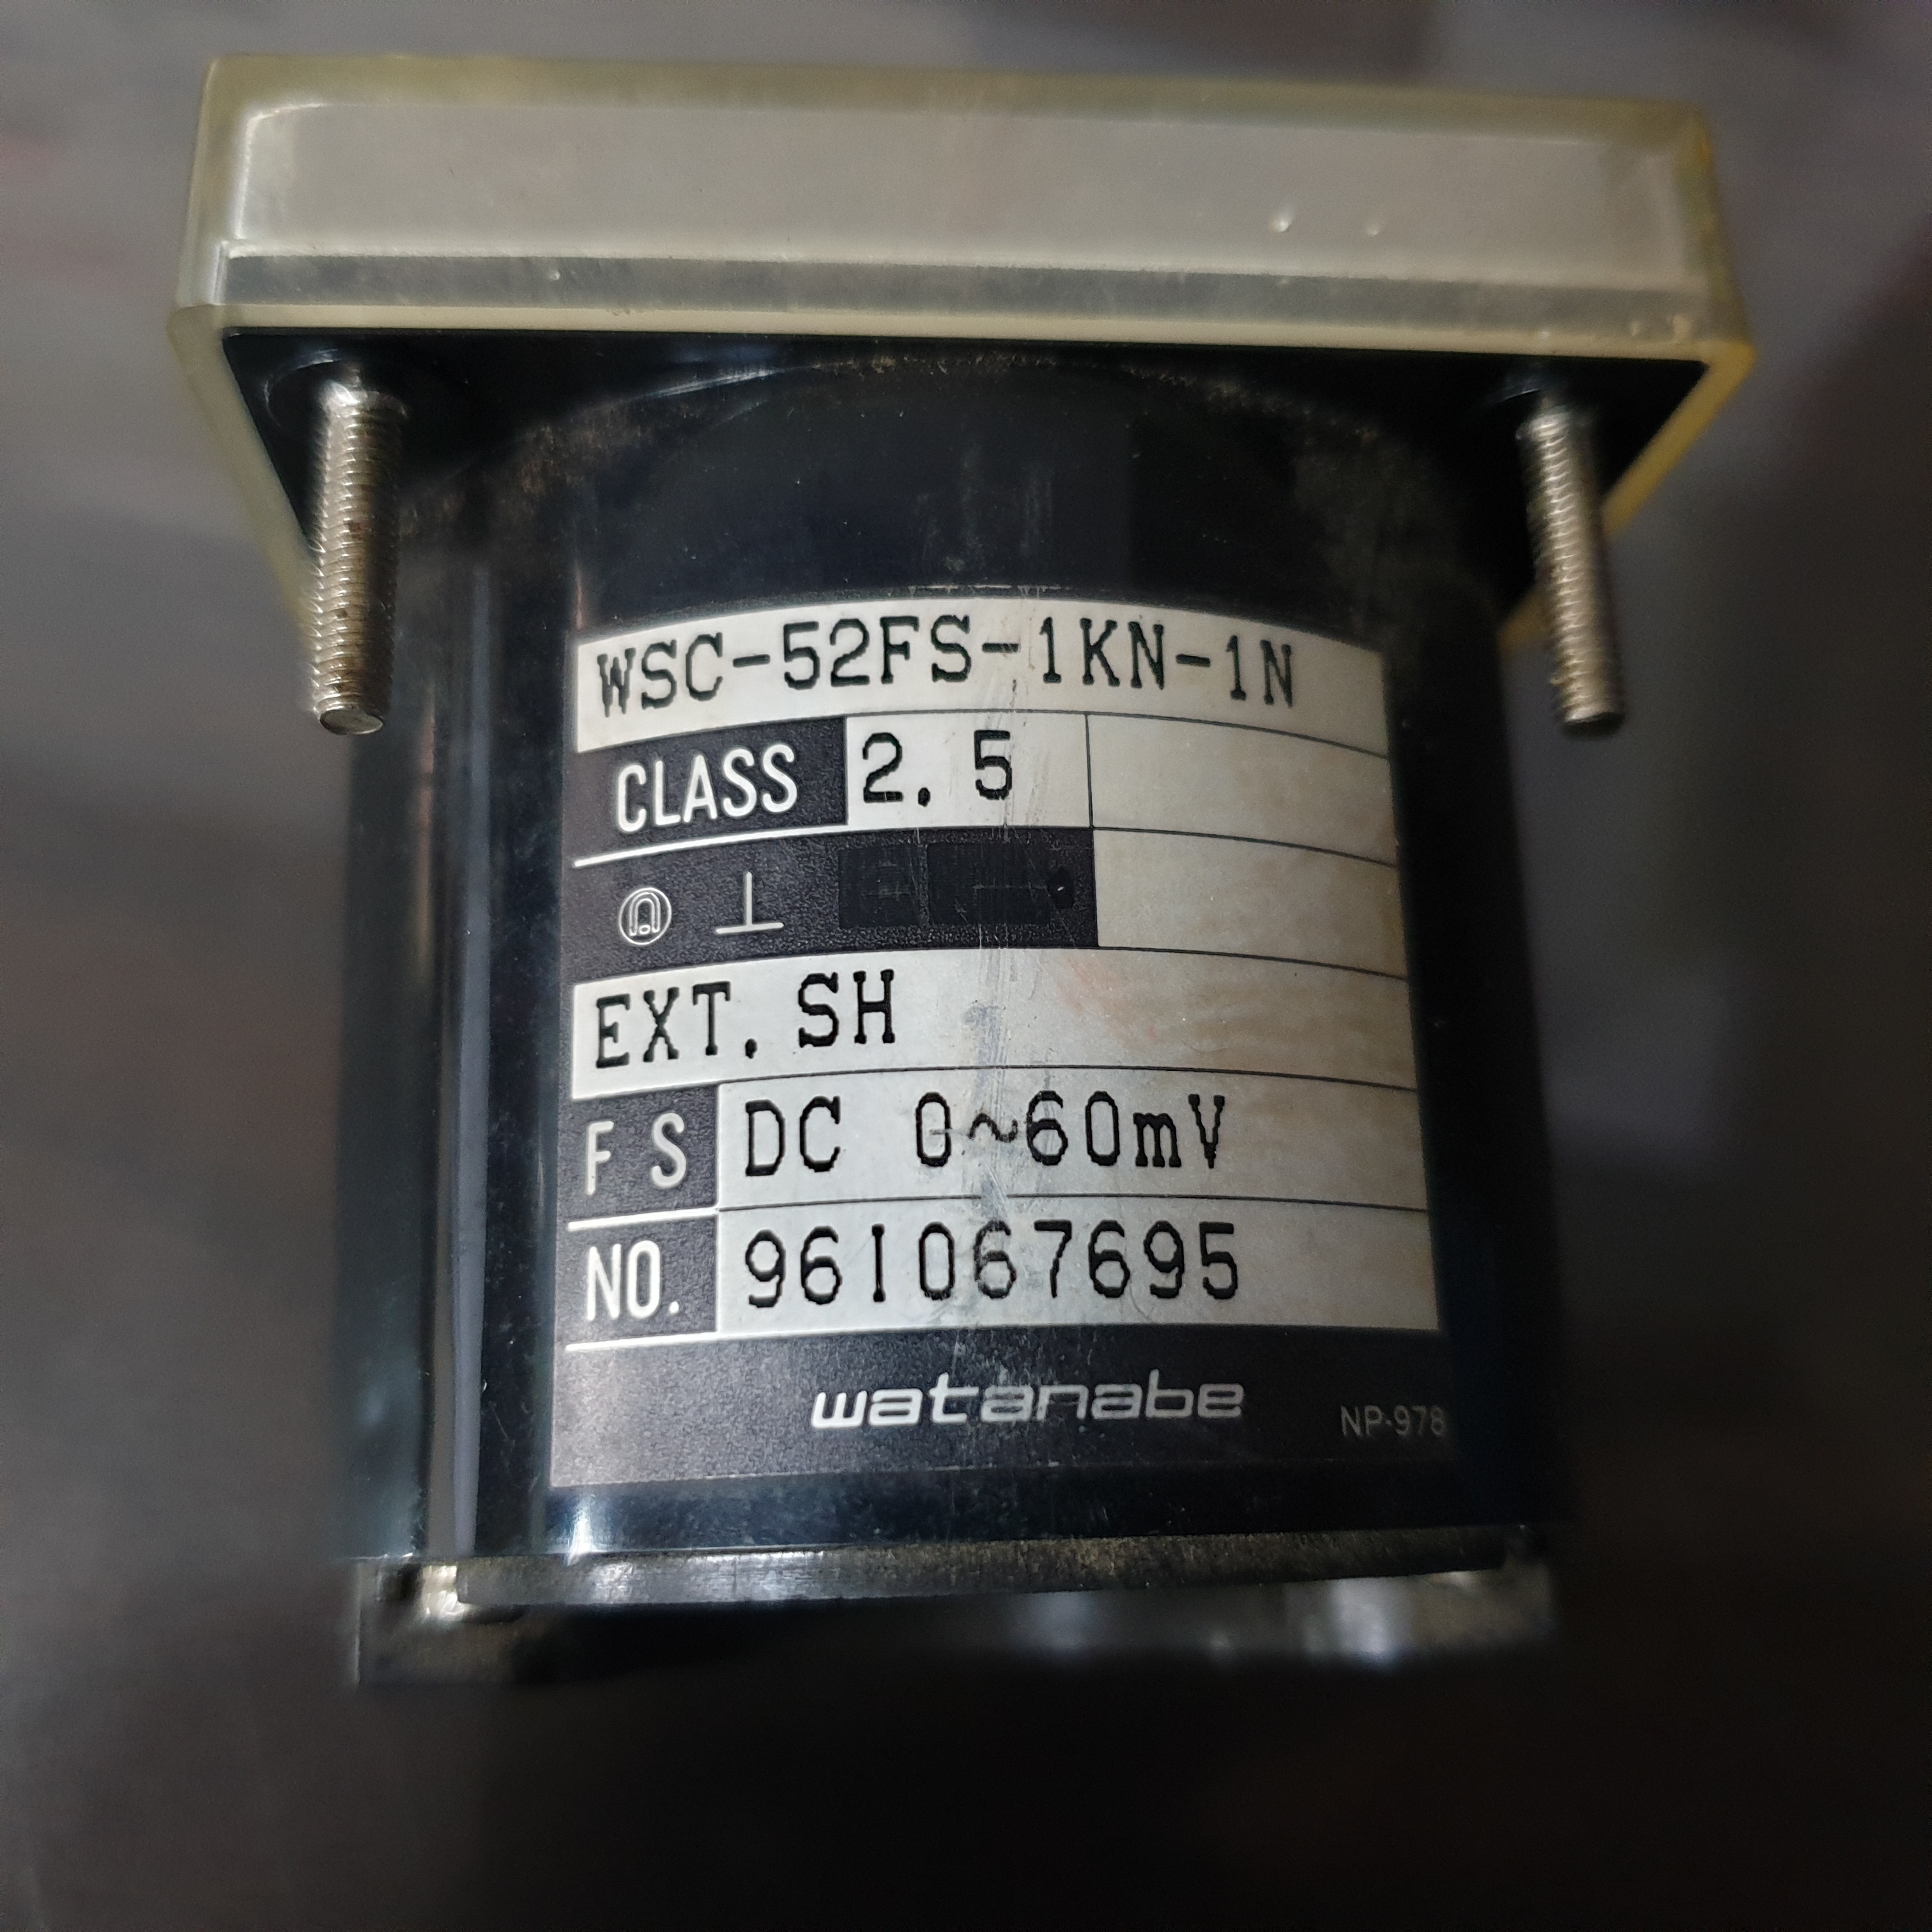 WSC-52FS-1KN-1N
CLASS 2.5
EXT. SH
FS DC 0~60mV
NO. 961067695
watanabe
NP-978